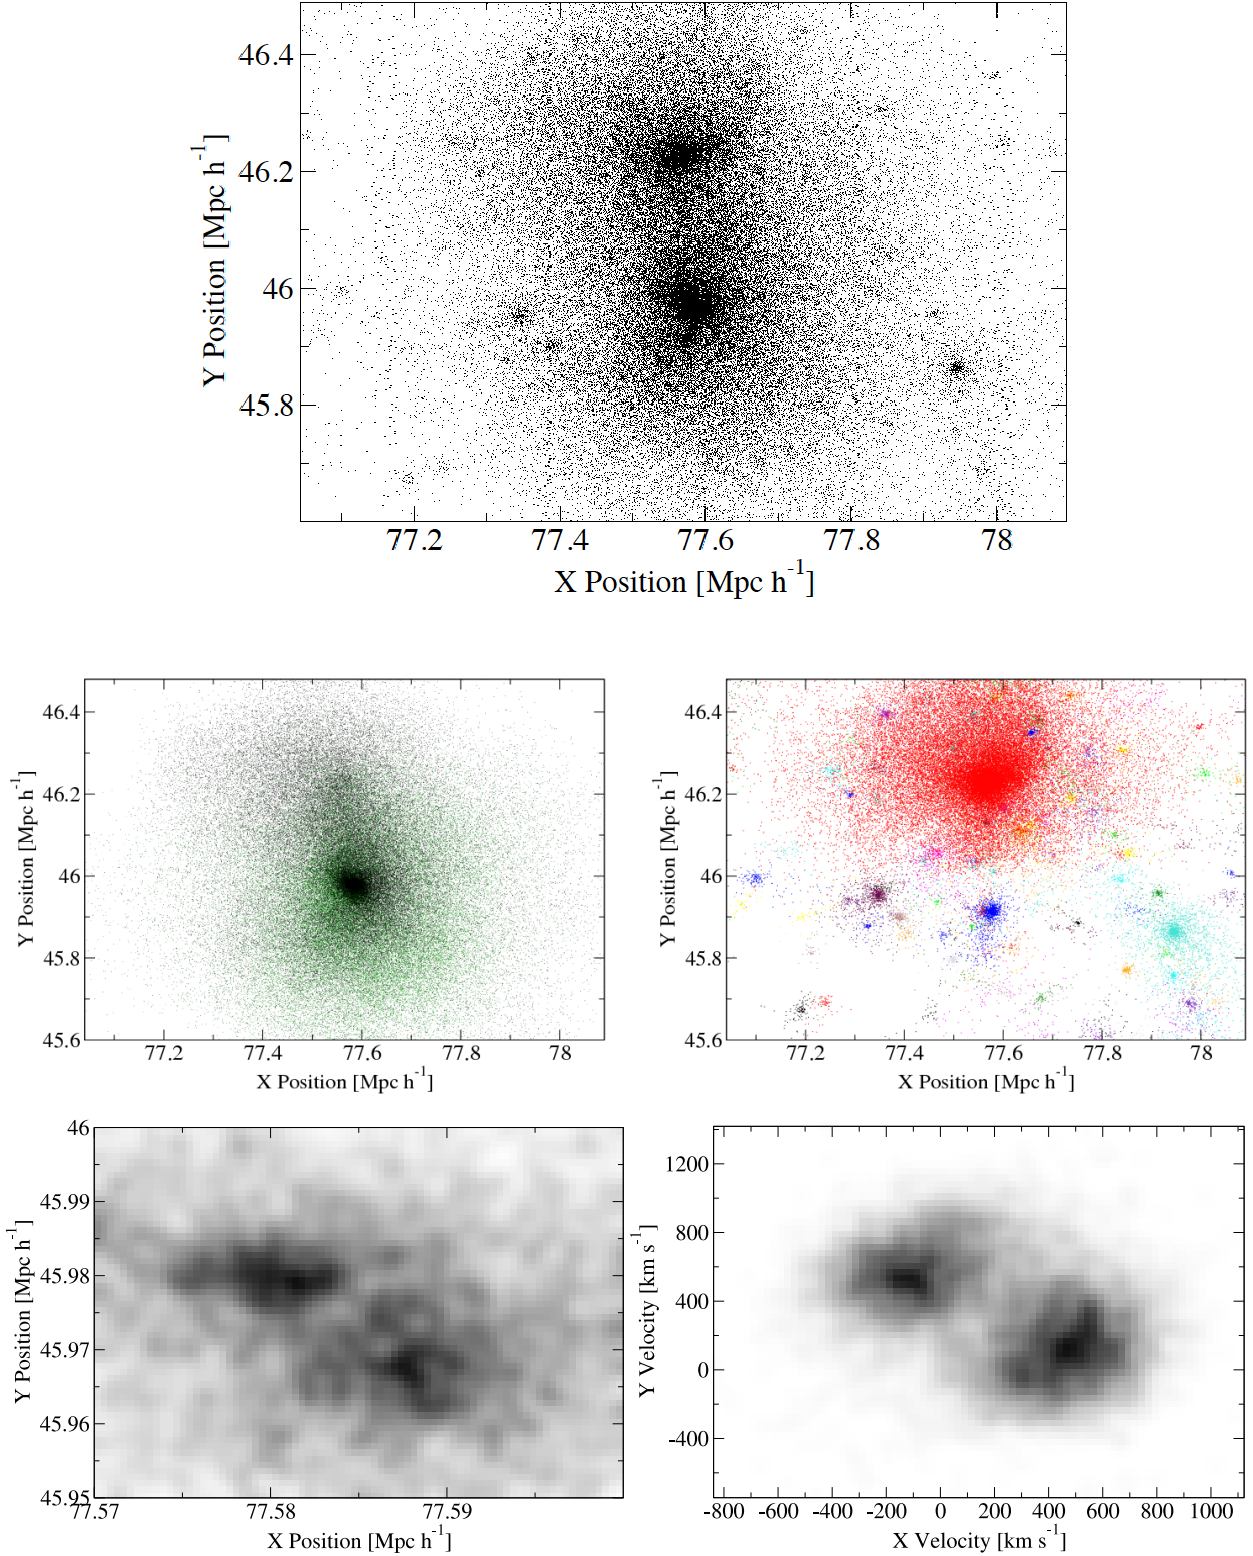 46.4
46.2
46
45.8
Y Position [Mpc h-1]
77.2 77.4 77.6 77.8 78
X Position [Mpc h-1]
46.4
46.2
46
45.8
45.6
Y Position [Mpc h-1]
77.2 77.4 77.6 77.8 78
X Position [Mpc h-1]
46.4
46.2
46
45.8
45.6
Y Position [Mpc h-1]
77.2 77.4 77.6 77.8 78
X Position [Mpc h-1]
46
45.99
45.98
45.97
45.96
45.95
Y Position [Mpc h-1]
77.57 77.58 77.59
X Position [Mpc h-1]
1200
800
400
0
-400
Y Velocity [km s-1]
-800 -600 -400 -200 0 200 400 600 800 1000
X Velocity [km s-1]